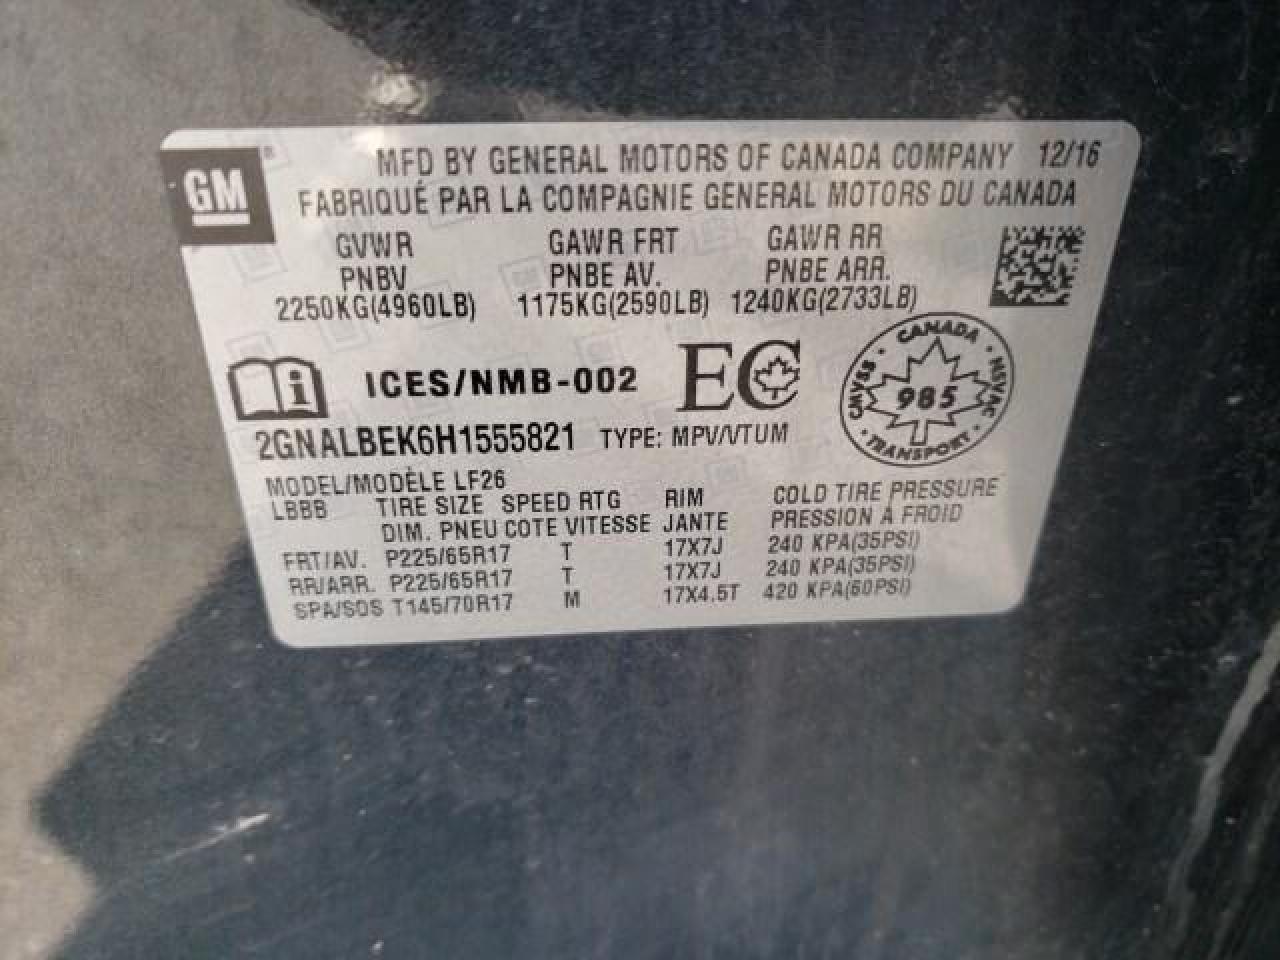 GM®
MFD BY GENERAL MOTORS OF CANADA COMPANY 12/16
FABRIQUÉ PAR LA COMPAGNIE GENERAL MOTORS DU CANADA
GVWR GAWR FRT GAWR RR
PNBV PNBE AV. PNBE ARR.
2250KG(4960LB) 1175KG(2590LB) 1240KG(2733LB)
ICES/NMB-002 EC
CANADA
CMVSS 985 NSVAC
TRANSPORT
2GNALBEK6H1555821 TYPE: MPV/VTUM
MODEL/MODÈLE LF26
LBBB TIRE SIZE SPEED RTG RIM COLD TIRE PRESSURE
DIM. PNEU COTE VITESSE JANTE PRESSION À FROID
FRT/AV. P225/65R17 T 17X7J 240 KPA(35PSI)
RR/ARR. P225/65R17 T 17X7J 240 KPA(35PSI)
SPA/SOS T145/70R17 M 17X4.5T 420 KPA(60PSI)